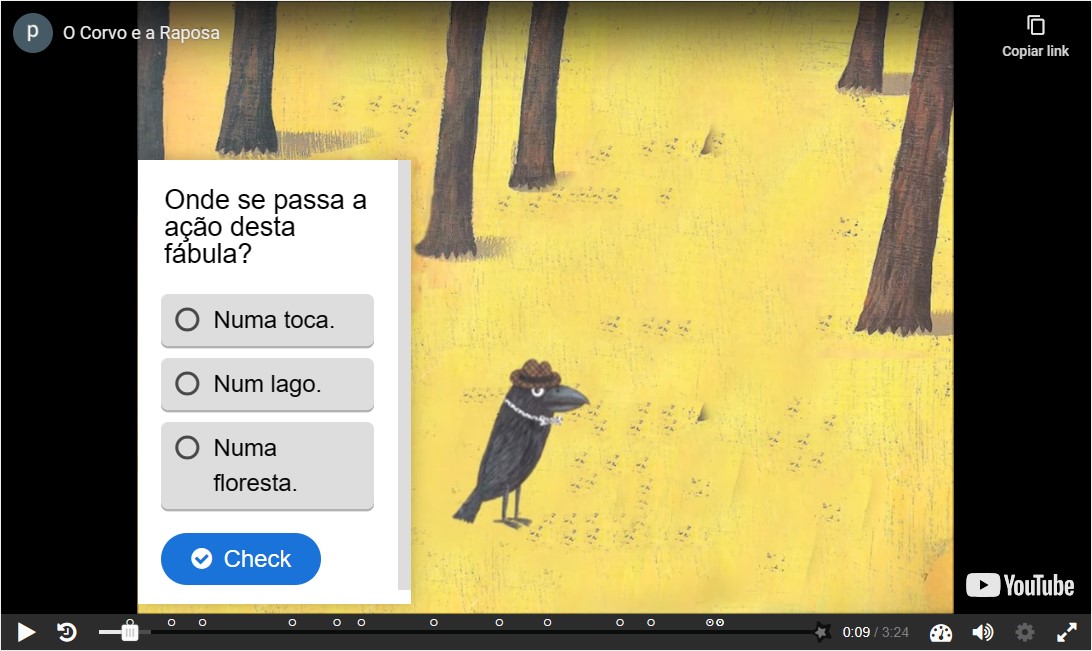 p
O Corvo e a Raposa
Copiar link
Onde se passa a
ação desta
fábula?
Numa toca.
Num lago.
Numa
floresta.
Check
YouTube
0:09 / 3:24